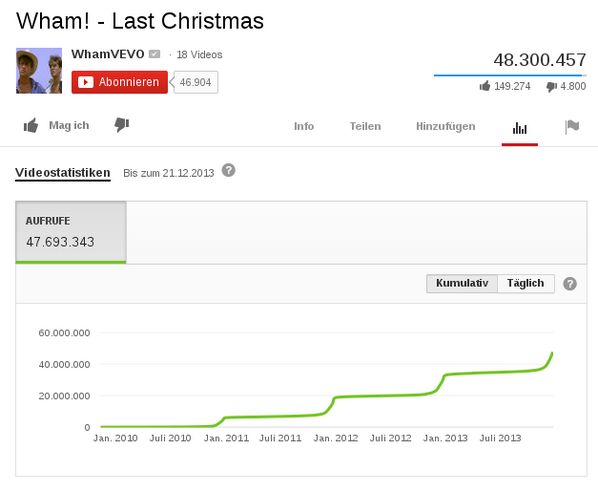 Wham! - Last Christmas
WhamVEVO · 18 Videos
48.300.457
Abonnieren 46.904
149.274 4.800
Mag ich Info Teilen Hinzufügen
Videostatistiken Bis zum 21.12.2013 ?
AUFRUFE
47.693.343
Kumulativ Täglich ?
60.000.000
40.000.000
20.000.000
0
Jan. 2010 Juli 2010 Jan. 2011 Juli 2011 Jan. 2012 Juli 2012 Jan. 2013 Juli 2013